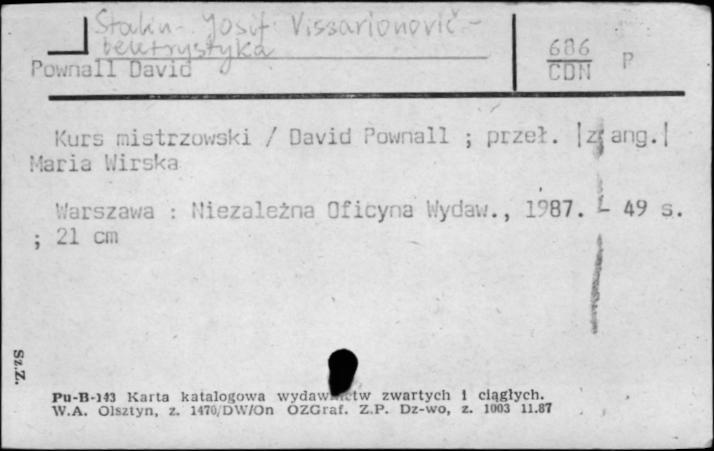 Stalin Josif Vissarionovič -
beletrystyka
Pownall David
686
CDN
P
Kurs mistrzowski / David Pownall ; przeł. |z ang.|
Maria Wirska
Warszawa : Niezależna Oficyna Wydaw., 1987. - 49 s.
; 21 cm
Sz.Z.
Pu-B-143 Karta katalogowa wydawnictw zwartych i ciągłych.
W.A. Olsztyn, z. 1470/DW/On OZGraf. Z.P. Dz-wo, z. 1003 11.87